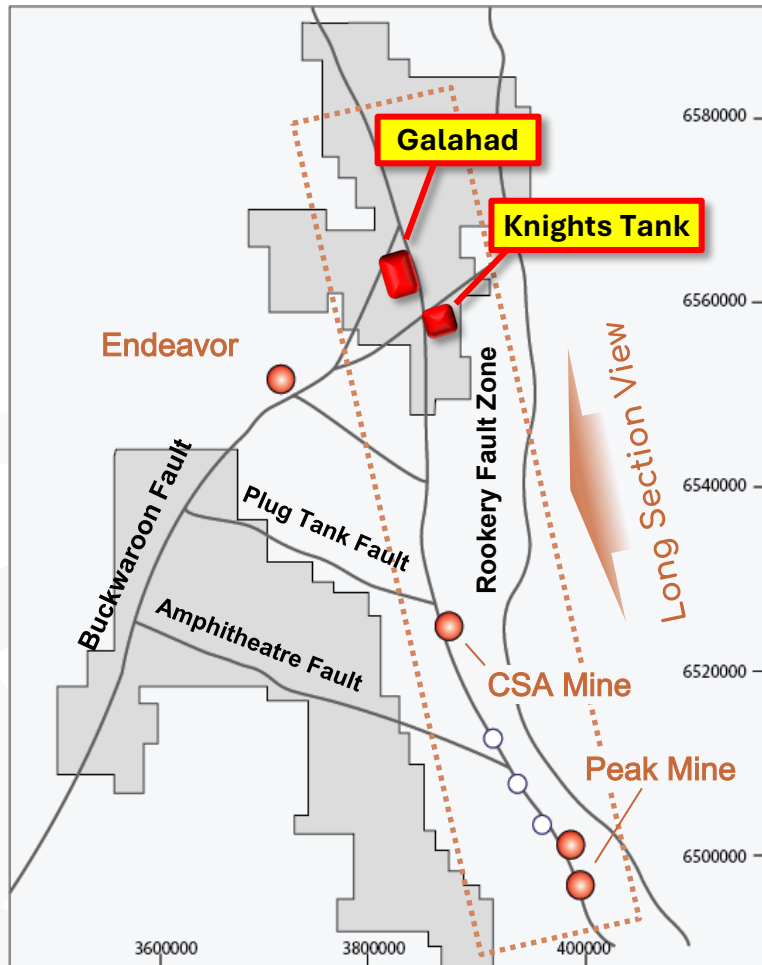 6580000
Galahad
Knights Tank
6560000
Endeavor
Rookery Fault Zone
Long Section View
Buckwaroon Fault
6540000
Plug Tank Fault
Amphitheatre Fault
6520000
CSA Mine
Peak Mine
6500000
3600000
3800000
400000